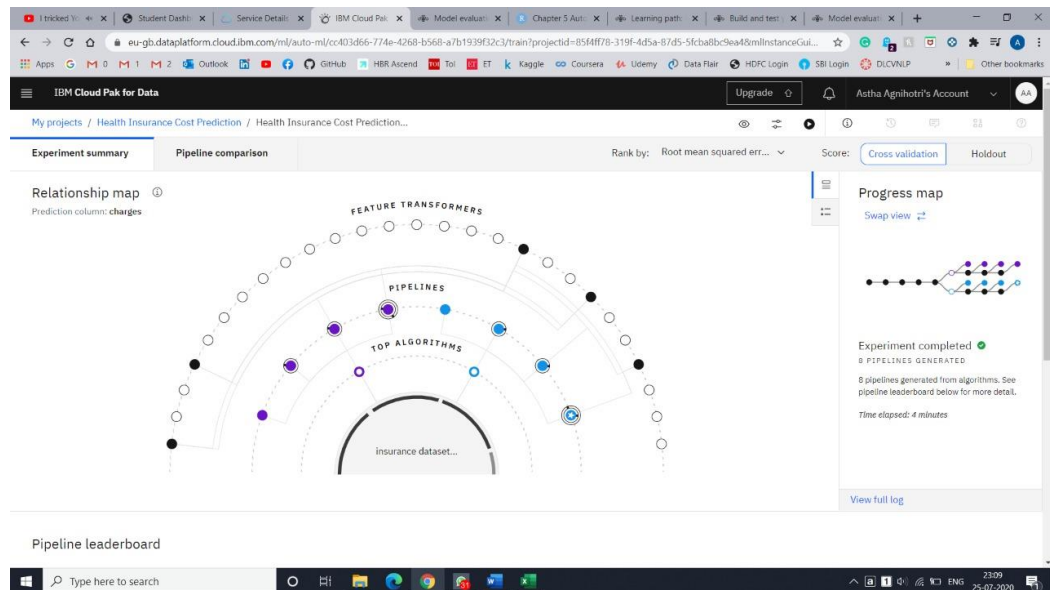 I tricked Yo
Student Dashb
Service Details
IBM Cloud Pak
Model evaluati
Chapter 5 Auto
Learning path:
Build and test
Model evaluati
eu-gb.dataplatform.cloud.ibm.com/ml/auto-ml/cc403d66-774e-4268-b568-a7b1939f32c3/train?projectid=85f4ff78-319f-4d5a-87d5-5fcba8bc9ea4&mlInstanceGui...
Apps M 0 M 1 M 2 Outlook GitHub HBR Ascend ToI ET Kaggle Coursera Udemy Data Flair HDFC Login SBI Login DLCVNLP » Other bookmarks
IBM Cloud Pak for Data Upgrade Astha Agnihotri's Account AA
My projects / Health Insurance Cost Prediction / Health Insurance Cost Prediction...
Experiment summary Pipeline comparison Rank by: Root mean squared err... Score: Cross validation Holdout
Relationship map
Prediction column: charges
FEATURE TRANSFORMERS
PIPELINES
TOP ALGORITHMS
insurance dataset...
Progress map
Swap view
Experiment completed
8 PIPELINES GENERATED
8 pipelines generated from algorithms. See
pipeline leaderboard below for more detail.
Time elapsed: 4 minutes
View full log
Pipeline leaderboard
Type here to search
ENG
23:09
25-07-2020